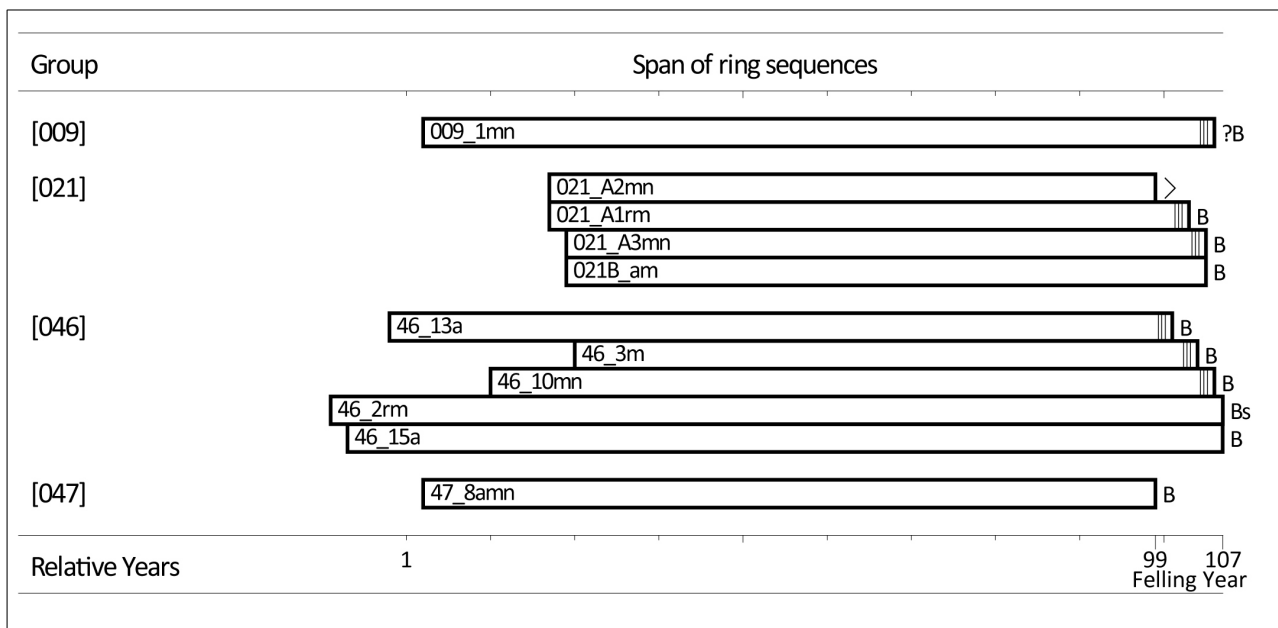 Group Span of ring sequences
[009] 009_1mn ?B
[021] 021_A2mn >
021_A1rm B
021_A3mn B
021B_am B
[046] 46_13a B
46_3m B
46_10mn B
46_2rm Bs
46_15a B
[047] 47_8amn B
Relative Years 1 99 107
Felling Year